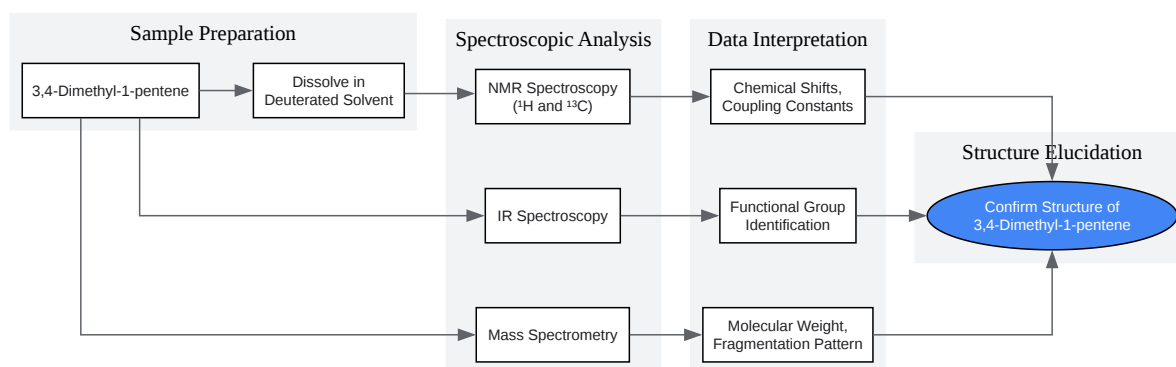 Sample Preparation
3,4-Dimethyl-1-pentene
Dissolve in
Deuterated Solvent
Spectroscopic Analysis
NMR Spectroscopy
(¹H and ¹³C)
IR Spectroscopy
Mass Spectrometry
Data Interpretation
Chemical Shifts,
Coupling Constants
Functional Group
Identification
Molecular Weight,
Fragmentation Pattern
Structure Elucidation
Confirm Structure of
3,4-Dimethyl-1-pentene